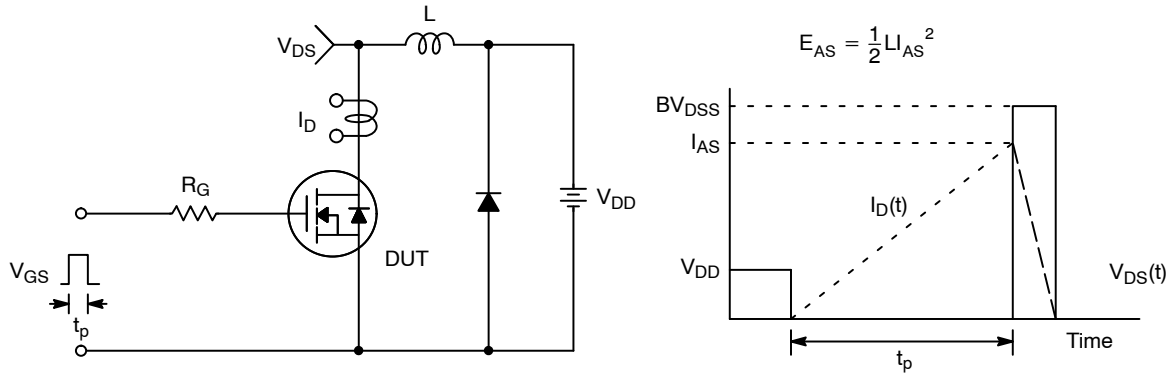 L
V_DS
I_D
R_G
V_DD
DUT
V_GS
t_p
E_AS = 1/2 LI_AS^2
BV_DSS
I_AS
I_D(t)
V_DD
V_DS(t)
Time
t_p